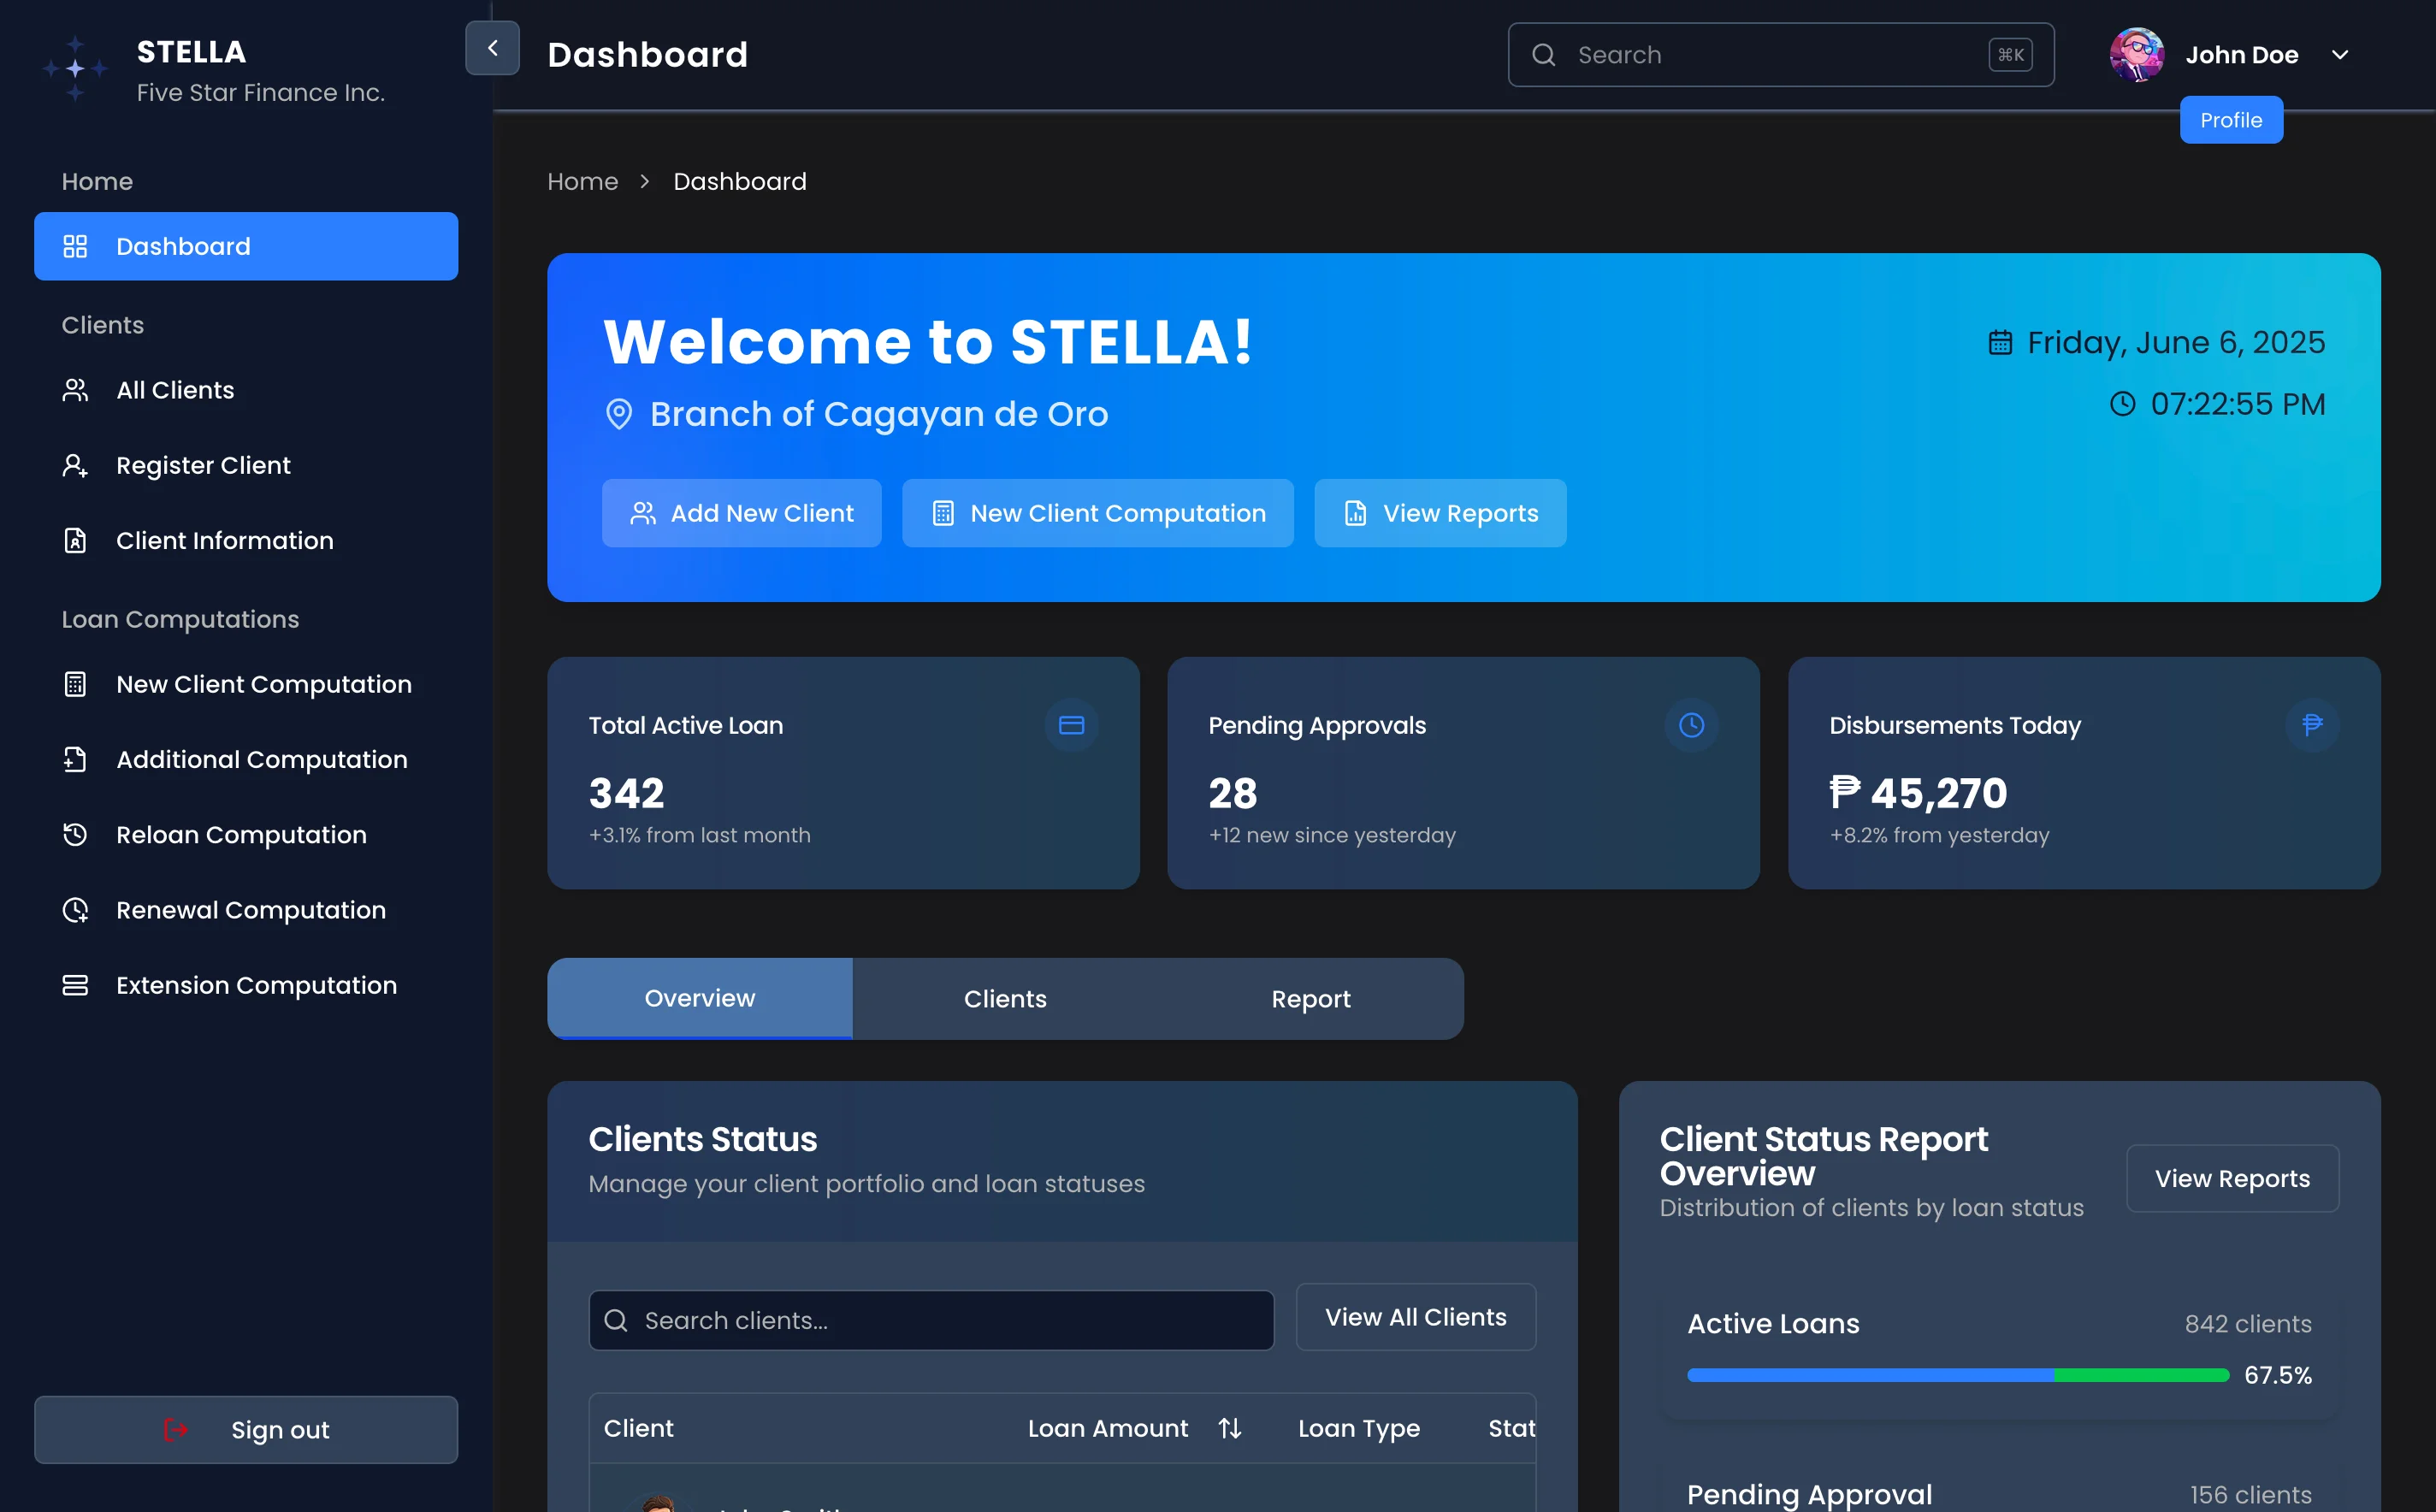 STELLA
Five Star Finance Inc.
Home
Dashboard
Clients
All Clients
Register Client
Client Information
Loan Computations
New Client Computation
Additional Computation
Reloan Computation
Renewal Computation
Extension Computation
Sign out
Dashboard
Search
⌘K
John Doe
Profile
Home > Dashboard
Welcome to STELLA!
Branch of Cagayan de Oro
Friday, June 6, 2025
07:22:55 PM
Add New Client
New Client Computation
View Reports
Total Active Loan
342
+3.1% from last month
Pending Approvals
28
+12 new since yesterday
Disbursements Today
₱ 45,270
+8.2% from yesterday
Overview
Clients
Report
Clients Status
Manage your client portfolio and loan statuses
Search clients...
View All Clients
Client
Loan Amount
Loan Type
Stat
Client Status Report
Overview
Distribution of clients by loan status
View Reports
Active Loans
842 clients
67.5%
Pending Approval
156 clients